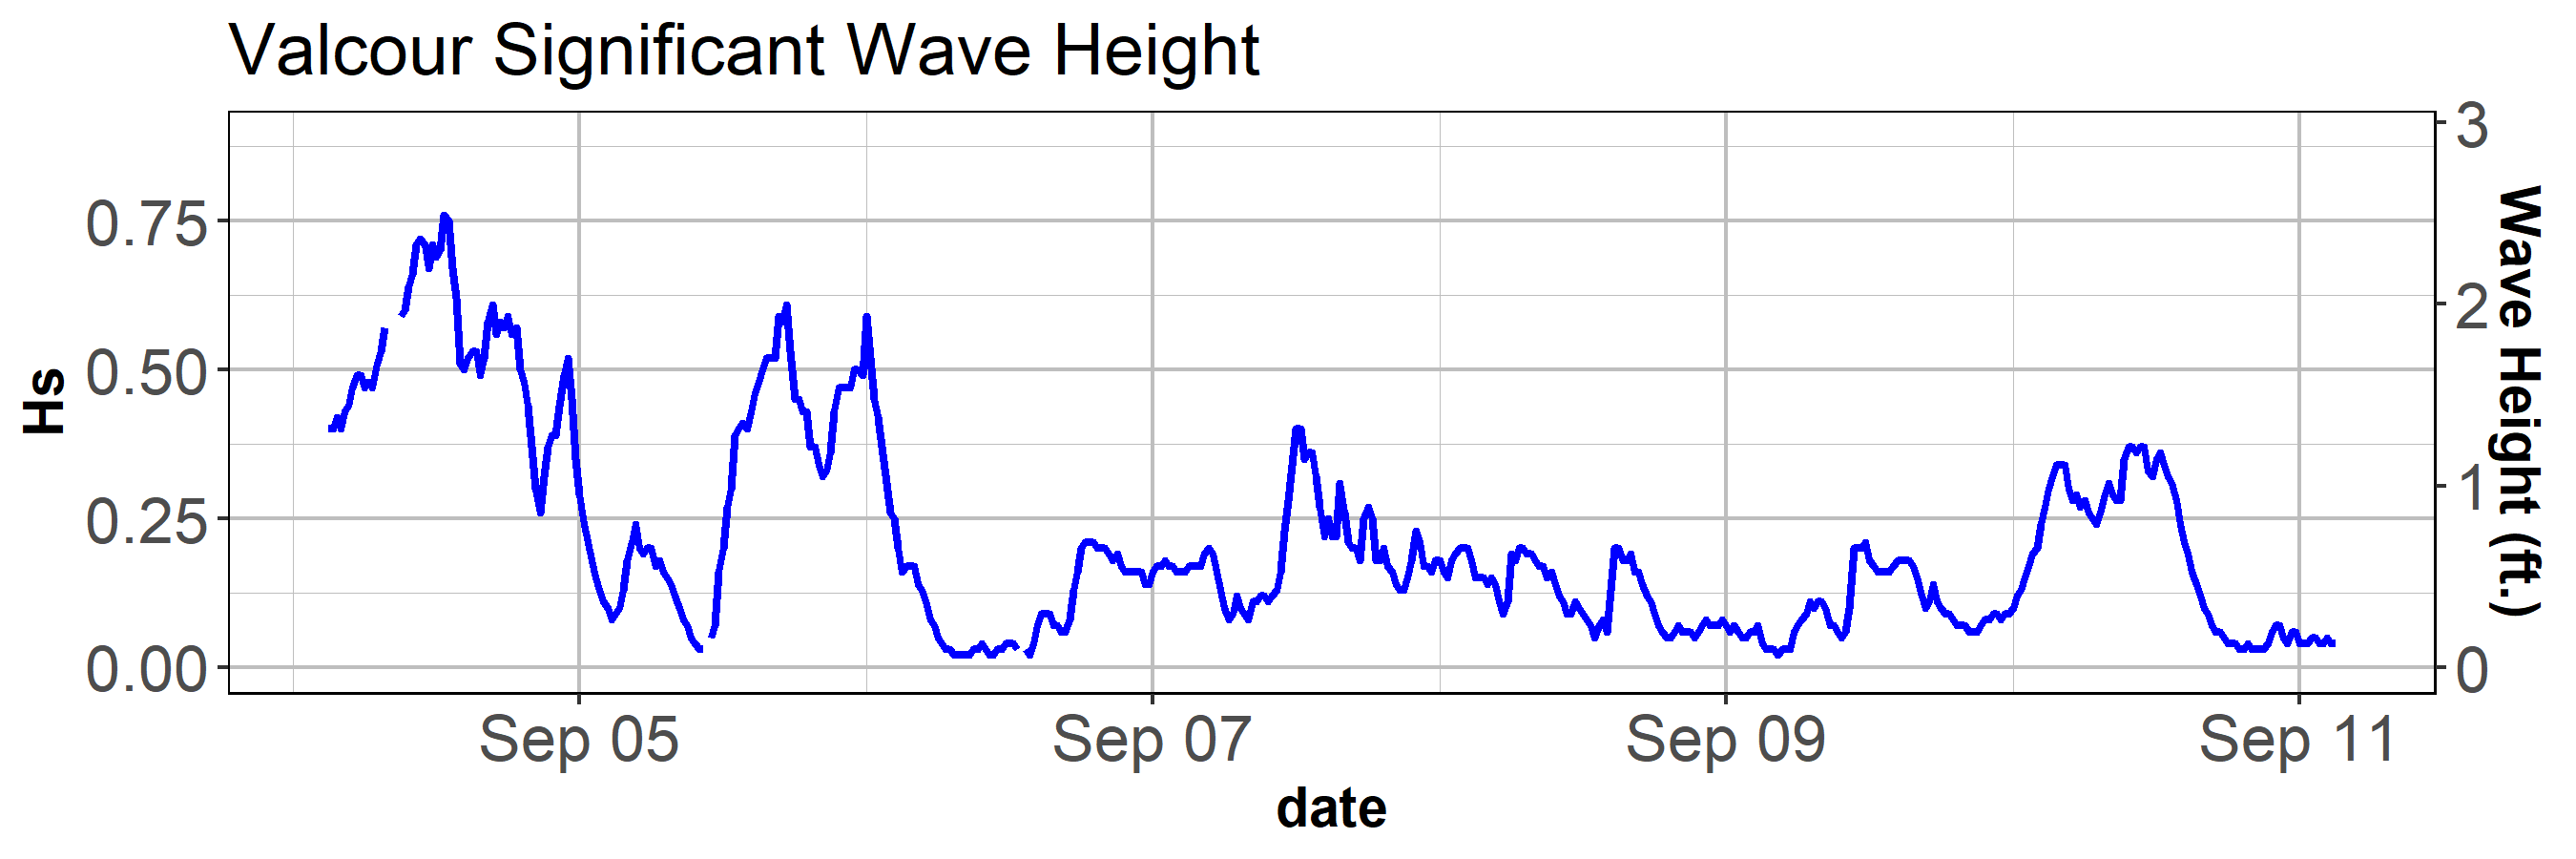 Valcour Significant Wave Height
Hs
0.75
0.50
0.25
0.00
3
2
1
0
Wave Height (ft.)
Sep 05
Sep 07
Sep 09
Sep 11
date